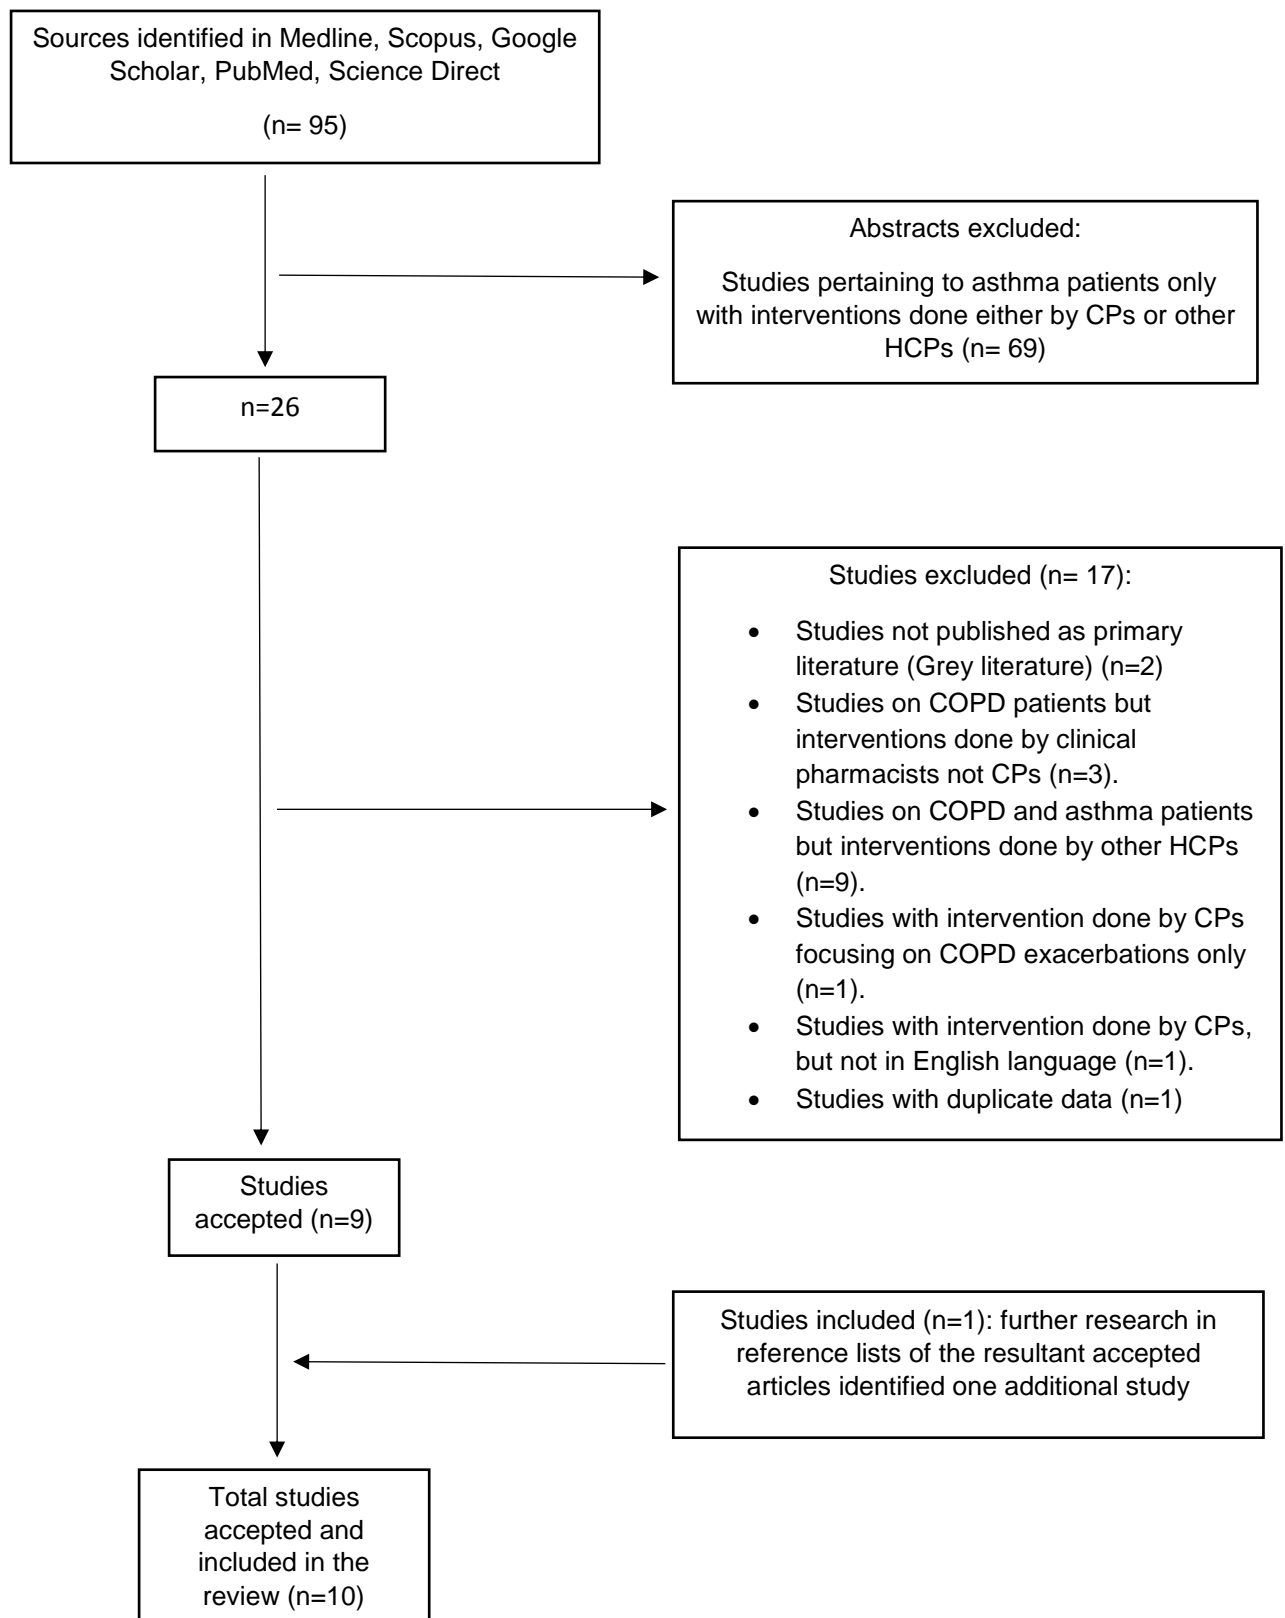 Sources identified in Medline, Scopus, Google
Scholar, PubMed, Science Direct
(n= 95)
Abstracts excluded:
Studies pertaining to asthma patients only
with interventions done either by CPs or other
HCPs (n= 69)
n=26
Studies excluded (n= 17):
• Studies not published as primary
literature (Grey literature) (n=2)
• Studies on COPD patients but
interventions done by clinical
pharmacists not CPs (n=3).
• Studies on COPD and asthma patients
but interventions done by other HCPs
(n=9).
• Studies with intervention done by CPs
focusing on COPD exacerbations only
(n=1).
• Studies with intervention done by CPs,
but not in English language (n=1).
• Studies with duplicate data (n=1)
Studies
accepted (n=9)
Studies included (n=1): further research in
reference lists of the resultant accepted
articles identified one additional study
Total studies
accepted and
included in the
review (n=10)